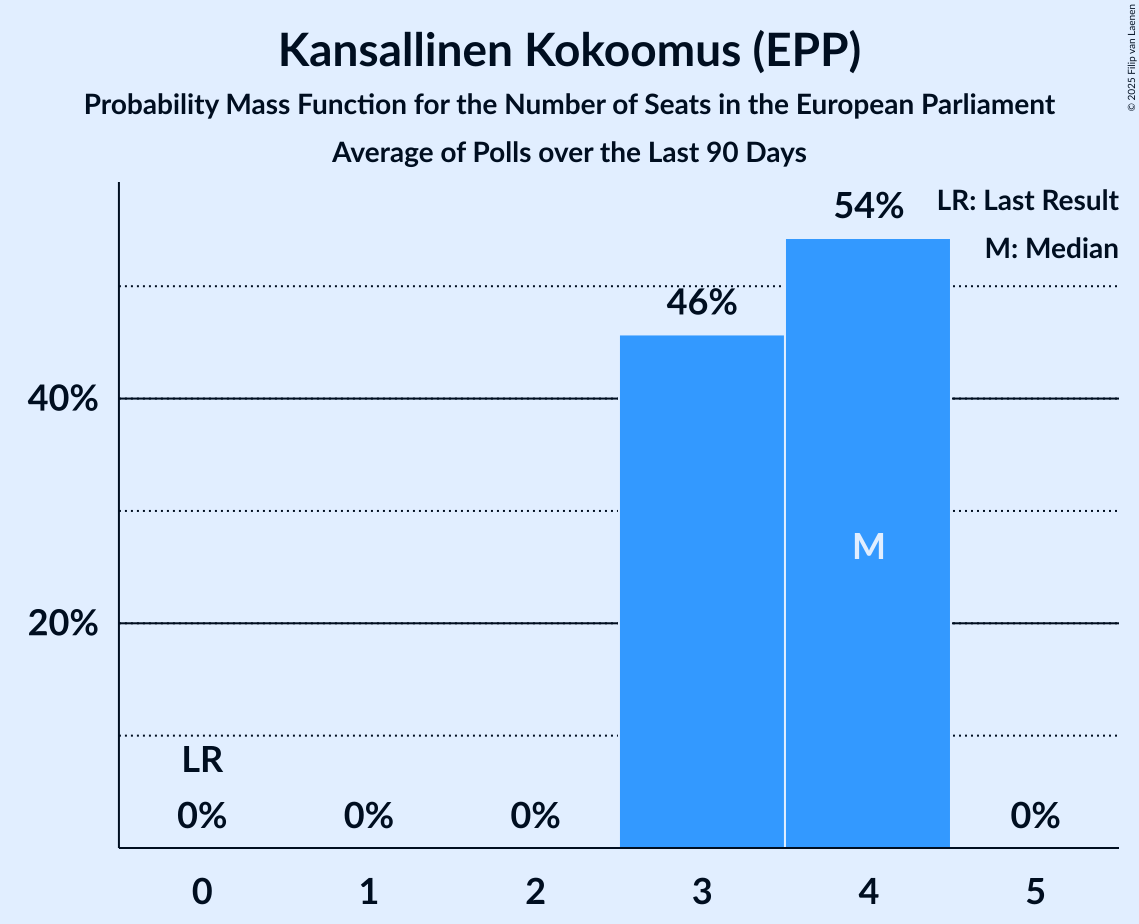 Kansallinen Kokoomus (EPP)
Probability Mass Function for the Number of Seats in the European Parliament
Average of Polls over the Last 90 Days
© 2025 Filip van Laenen
LR: Last Result
M: Median
54%
46%
40%
M
20%
LR
0% 0% 0% 0%
0 1 2 3 4 5